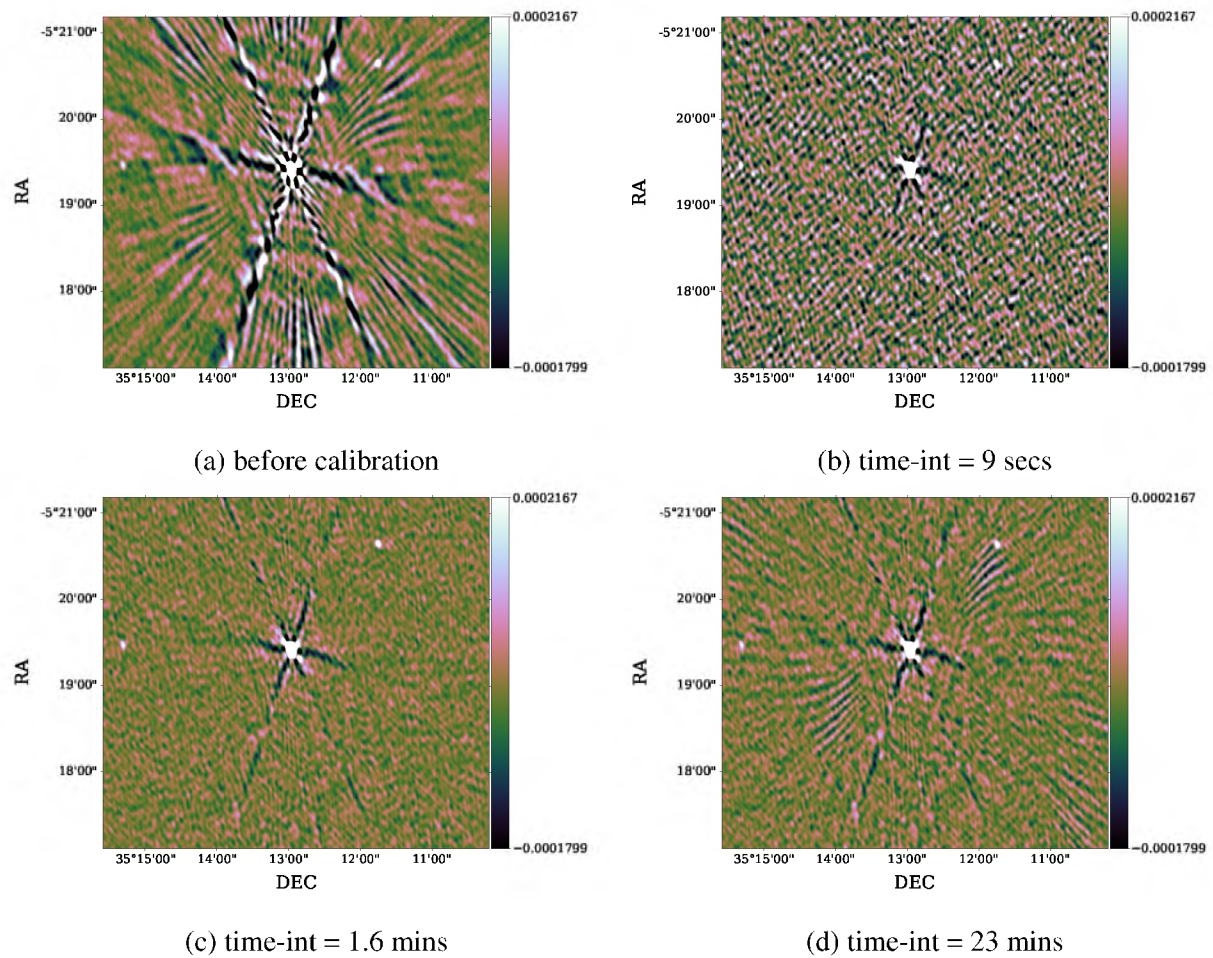 0.0002167
-5°21'00"
20'00"
RA
19'00"
18'00"
-0.0001799
35°15'00" 14'00" 13'00" 12'00" 11'00"
DEC
(a) before calibration
0.0002167
-5°21'00"
20'00"
RA
19'00"
18'00"
-0.0001799
35°15'00" 14'00" 13'00" 12'00" 11'00"
DEC
(b) time-int = 9 secs
0.0002167
-5°21'00"
20'00"
RA
19'00"
18'00"
-0.0001799
35°15'00" 14'00" 13'00" 12'00" 11'00"
DEC
(c) time-int = 1.6 mins
0.0002167
-5°21'00"
20'00"
RA
19'00"
18'00"
-0.0001799
35°15'00" 14'00" 13'00" 12'00" 11'00"
DEC
(d) time-int = 23 mins